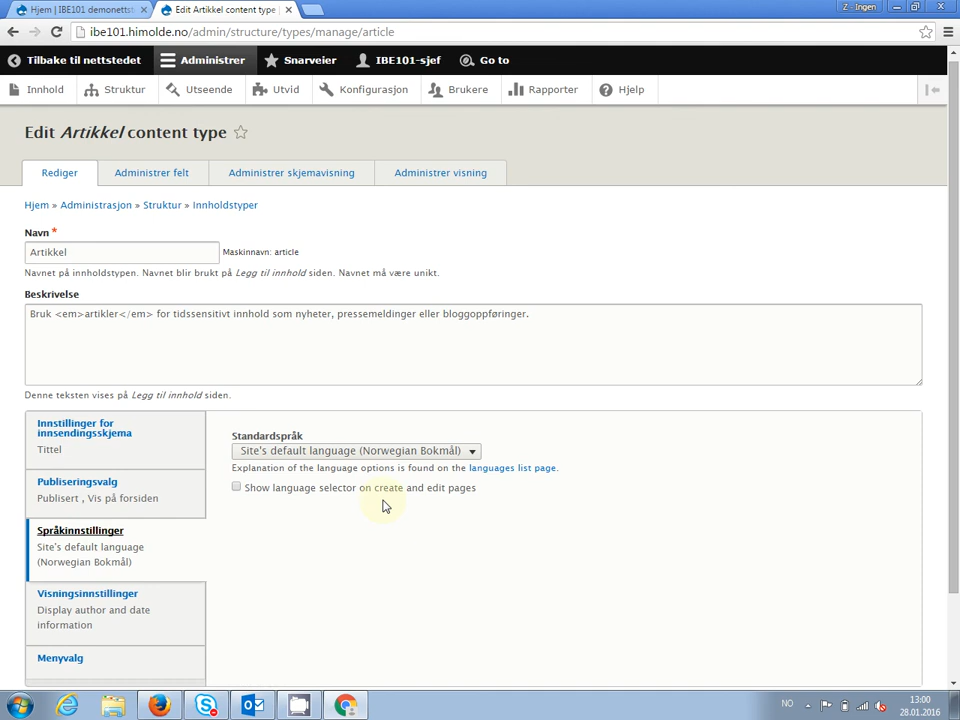 Hjem | IBE101 demonetts
Edit Artikkel content type |
Z - Ingen
ibe101.himolde.no/admin/structure/types/manage/article
Tilbake til nettstedet
Administrer
Snarveier
IBE101-sjef
Go to
Innhold
Struktur
Utseende
Utvid
Konfigurasjon
Brukere
Rapporter
Hjelp
Edit Artikkel content type
Rediger
Administrer felt
Administrer skjemavisning
Administrer visning
Hjem » Administrasjon » Struktur » Innholdstyper
Navn *
Artikkel
Maskinnavn: article
Navnet på innholdstypen. Navnet blir brukt på Legg til innhold siden. Navnet må være unikt.
Beskrivelse
Bruk <em>artikler</em> for tidssensitivt innhold som nyheter, pressemeldinger eller bloggoppføringer.
Denne teksten vises på Legg til innhold siden.
Innstillinger for
innsendingsskjema
Tittel
Publiseringsvalg
Publisert , Vis på forsiden
Språkinnstillinger
Site's default language
(Norwegian Bokmål)
Visningsinnstillinger
Display author and date
information
Menyvalg
Standardspråk
Site's default language (Norwegian Bokmål)
Explanation of the language options is found on the languages list page.
Show language selector on create and edit pages
NO
13:00
28.01.2016